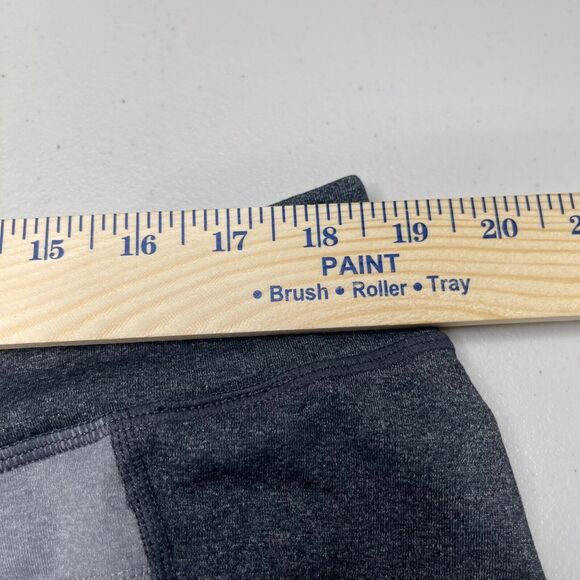 15 16 17 18 19 20
PAINT
• Brush • Roller • Tray